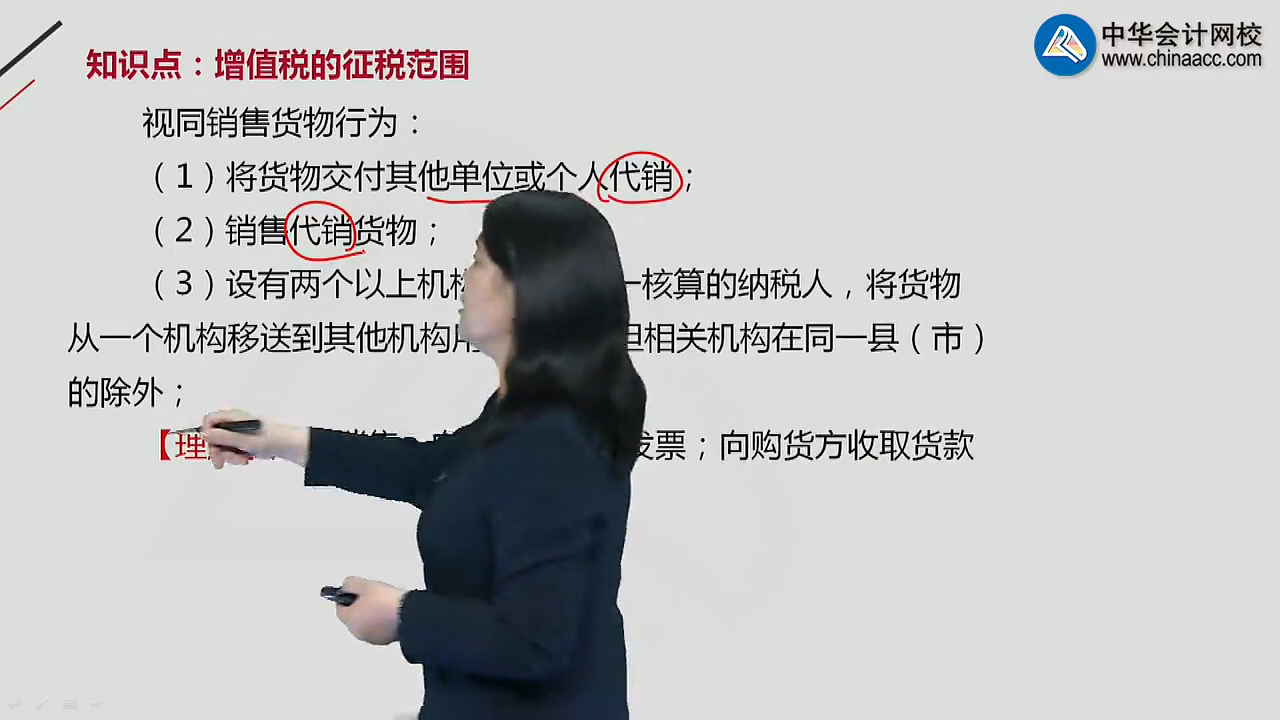 中华会计网校
www.chinaacc.com
知识点：增值税的征税范围
视同销售货物行为：
（1）将货物交付其他单位或个人代销；
（2）销售代销货物；
（3）设有两个以上机 一核算的纳税人，将货物
从一个机构移送到其他机构 相关机构在同一县（市）
的除外；
【理 发票；向购货方收取货款